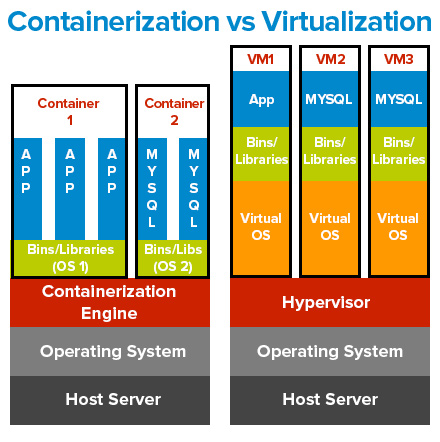 Containerization vs Virtualization
Container
1
APP
APP
APP
Bins/Libraries
(OS 1)
Container
2
MYSQL
MYSQL
Bins/Libs
(OS 2)
Containerization
Engine
Operating System
Host Server
VM1
App
Bins/
Libraries
Virtual
OS
VM2
MYSQL
Bins/
Libraries
Virtual
OS
VM3
MYSQL
Bins/
Libraries
Virtual
OS
Hypervisor
Operating System
Host Server